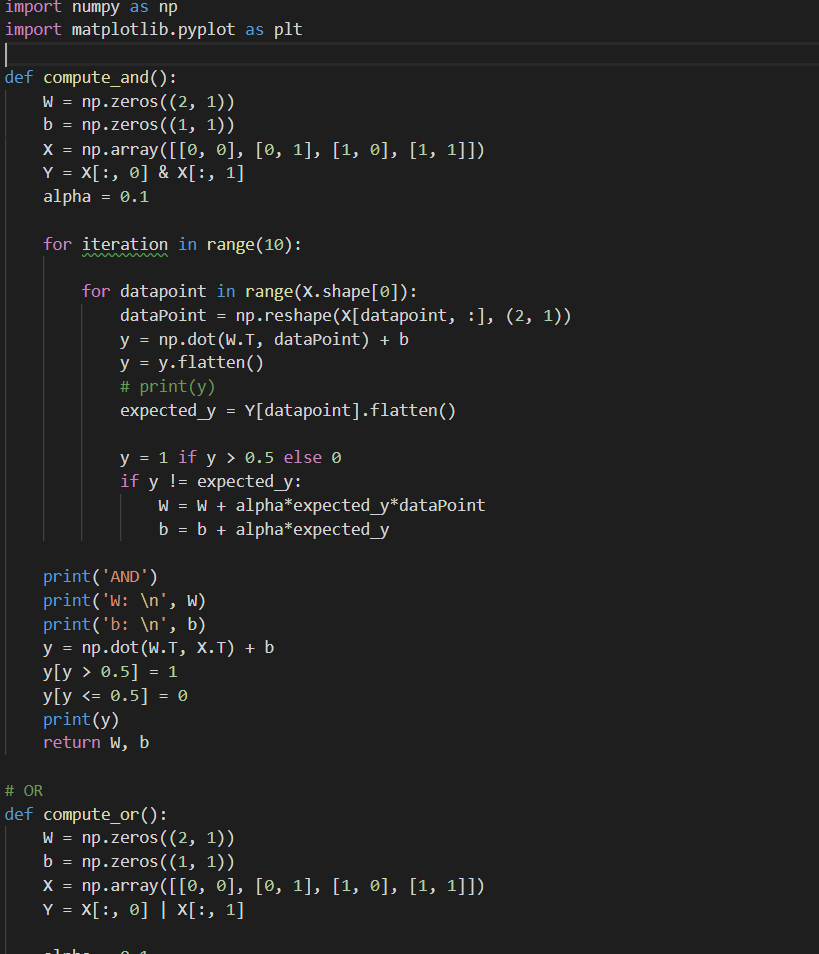 import numpy as np
import matplotlib.pyplot as plt
def compute_and():
    W = np.zeros((2, 1))
    b = np.zeros((1, 1))
    X = np.array([[0, 0], [0, 1], [1, 0], [1, 1]])
    Y = X[:, 0] & X[:, 1]
    alpha = 0.1
    for iteration in range(10):
        for datapoint in range(X.shape[0]):
            dataPoint = np.reshape(X[datapoint, :], (2, 1))
            y = np.dot(W.T, dataPoint) + b
            y = y.flatten()
            # print(y)
            expected_y = Y[datapoint].flatten()
            y = 1 if y > 0.5 else 0
            if y != expected_y:
                W = W + alpha*expected_y*dataPoint
                b = b + alpha*expected_y
    print('AND')
    print('W: \n', W)
    print('b: \n', b)
    y = np.dot(W.T, X.T) + b
    y[y > 0.5] = 1
    y[y <= 0.5] = 0
    print(y)
    return W, b
# OR
def compute_or():
    W = np.zeros((2, 1))
    b = np.zeros((1, 1))
    X = np.array([[0, 0], [0, 1], [1, 0], [1, 1]])
    Y = X[:, 0] | X[:, 1]